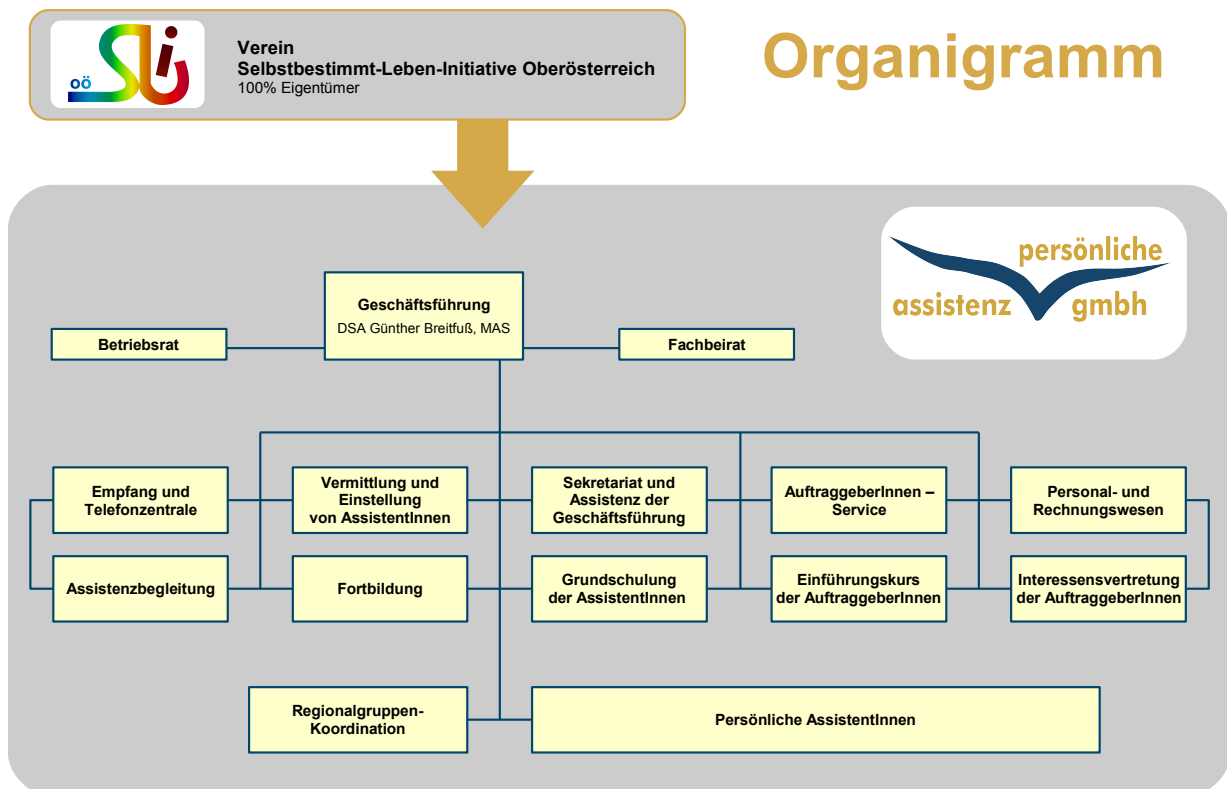 oö SLI
Verein
Selbstbestimmt-Leben-Initiative Oberösterreich
100% Eigentümer
Organigramm
persönliche
assistenz gmbh
Geschäftsführung
DSA Günther Breitfuß, MAS
Betriebsrat
Fachbeirat
Empfang und
Telefonzentrale
Vermittlung und
Einstellung
von AssistentInnen
Sekretariat und
Assistenz der
Geschäftsführung
AuftraggeberInnen –
Service
Personal- und
Rechnungswesen
Assistenzbegleitung
Fortbildung
Grundschulung
der AssistentInnen
Einführungskurs
der AuftraggeberInnen
Interessensvertretung
der AuftraggeberInnen
Regionalgruppen-
Koordination
Persönliche AssistentInnen